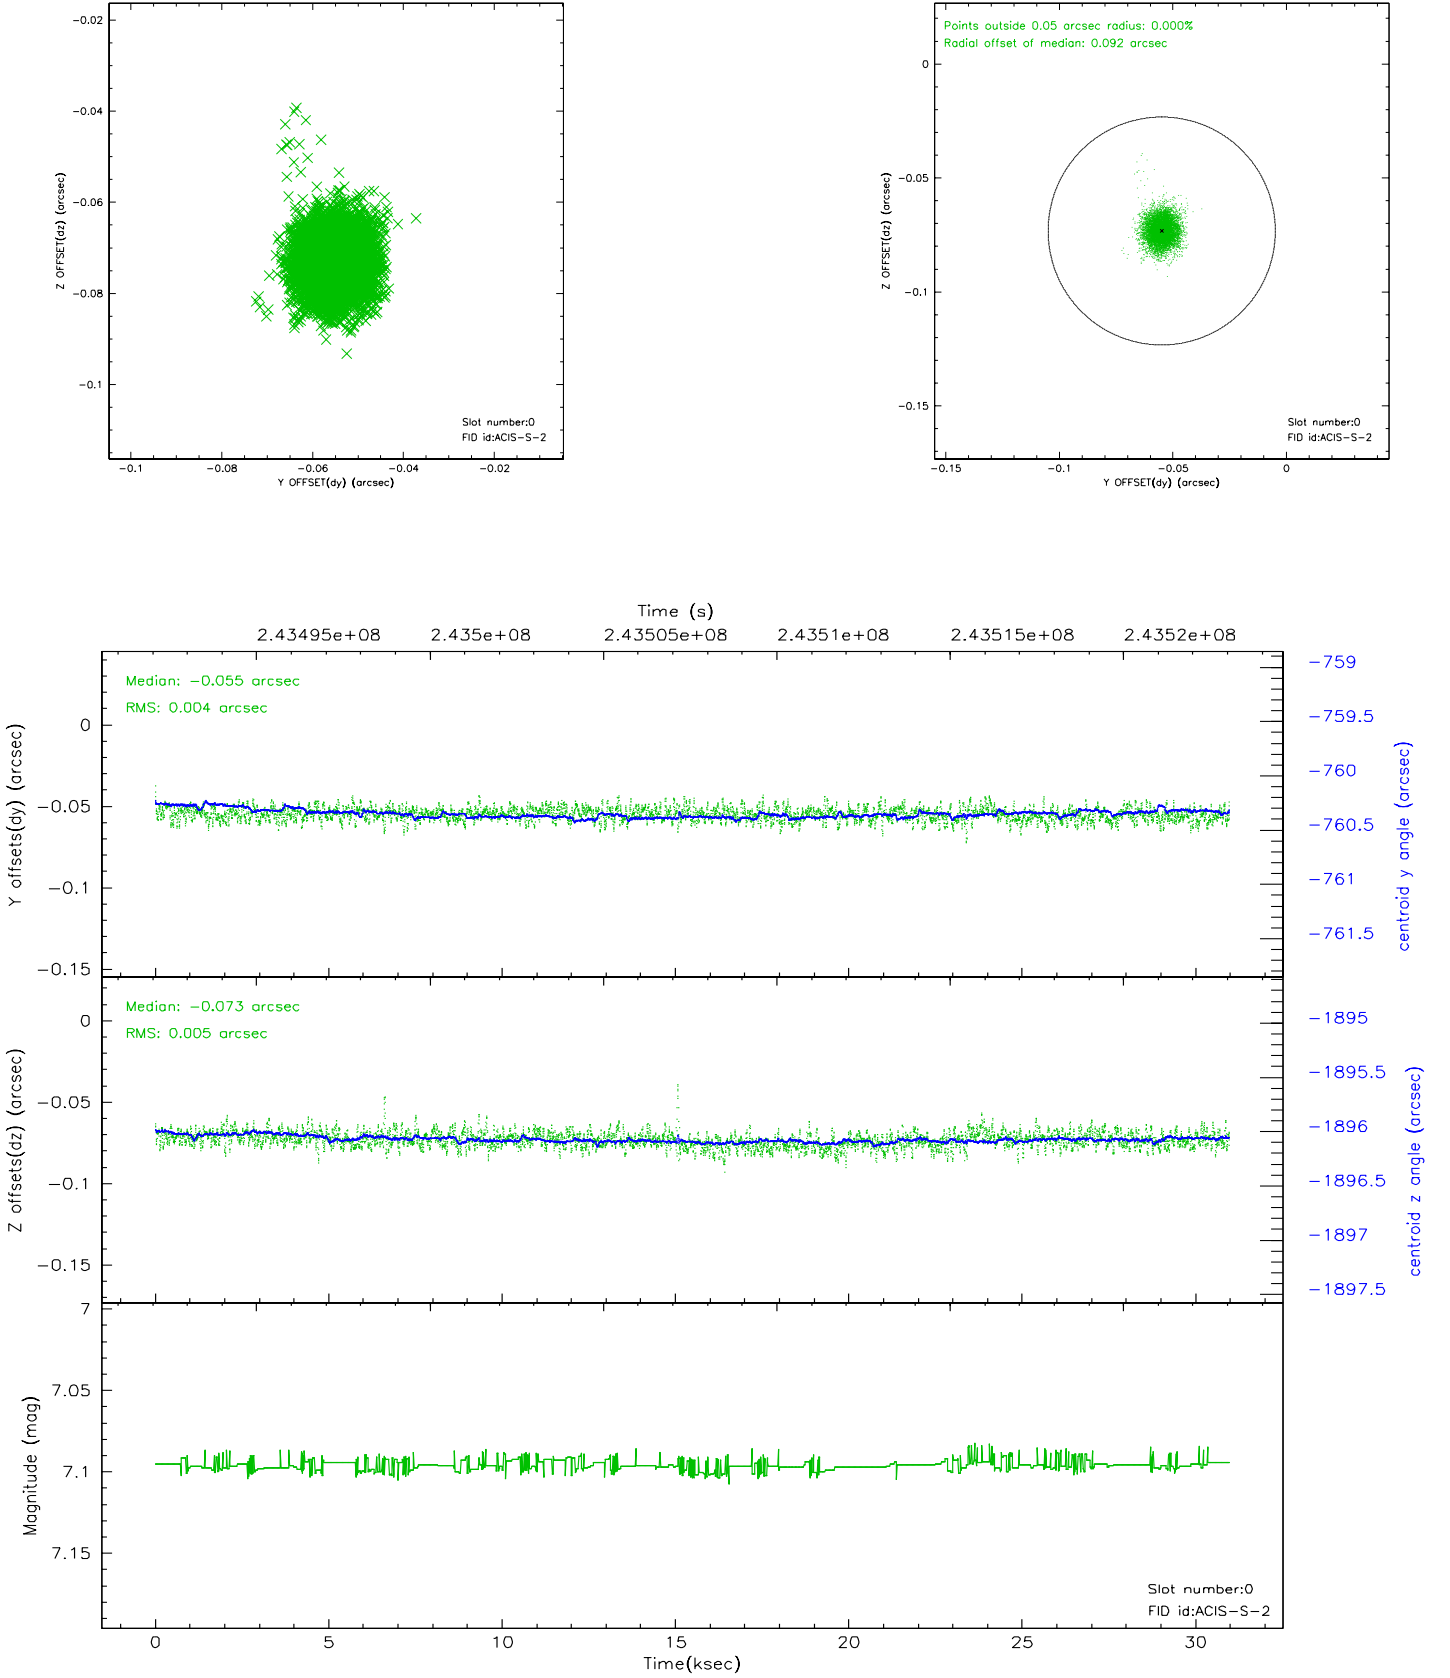 −0.02
−0.04
−0.06
−0.08
−0.1
Z OFFSET(dz) (arcsec)
Slot number:0
FID id:ACIS−S−2
−0.1 −0.08 −0.06 −0.04 −0.02
Y OFFSET(dy) (arcsec)
Points outside 0.05 arcsec radius: 0.000%
Radial offset of median: 0.092 arcsec
0
−0.05
−0.1
−0.15
Z OFFSET(dz) (arcsec)
Slot number:0
FID id:ACIS−S−2
−0.15 −0.1 −0.05 0
Y OFFSET(dy) (arcsec)
Time (s)
2.43495e+08 2.435e+08 2.43505e+08 2.4351e+08 2.43515e+08 2.4352e+08
Median: −0.055 arcsec
RMS: 0.004 arcsec
0
−0.05
−0.1
−0.15
Y offsets(dy) (arcsec)
−759
−759.5
−760
−760.5
−761
−761.5
centroid y angle (arcsec)
Median: −0.073 arcsec
RMS: 0.005 arcsec
0
−0.05
−0.1
−0.15
Z offsets(dz) (arcsec)
−1895
−1895.5
−1896
−1896.5
−1897
−1897.5
centroid z angle (arcsec)
7
7.05
7.1
7.15
Magnitude (mag)
Slot number:0
FID id:ACIS−S−2
0 5 10 15 20 25 30
Time(ksec)